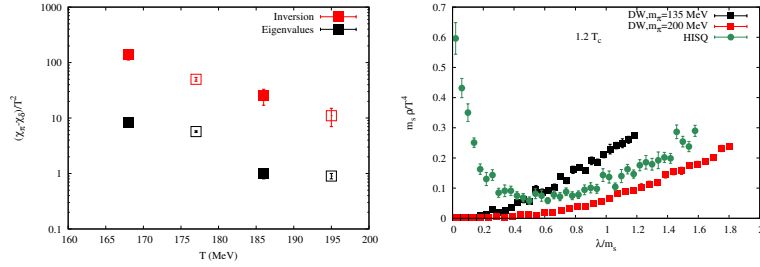 Inversion
Eigenvalues
(χπ-χδ)/T²
100
10
1
0.1
160 165 170 175 180 185 190 195 200
T (MeV)
DW,mπ=135 MeV
DW,mπ=200 MeV
HISQ
1.2 Tc
ms ρ/T⁴
0.7
0.6
0.5
0.4
0.3
0.2
0.1
0
0 0.2 0.4 0.6 0.8 1 1.2 1.4 1.6 1.8 2
λ/ms